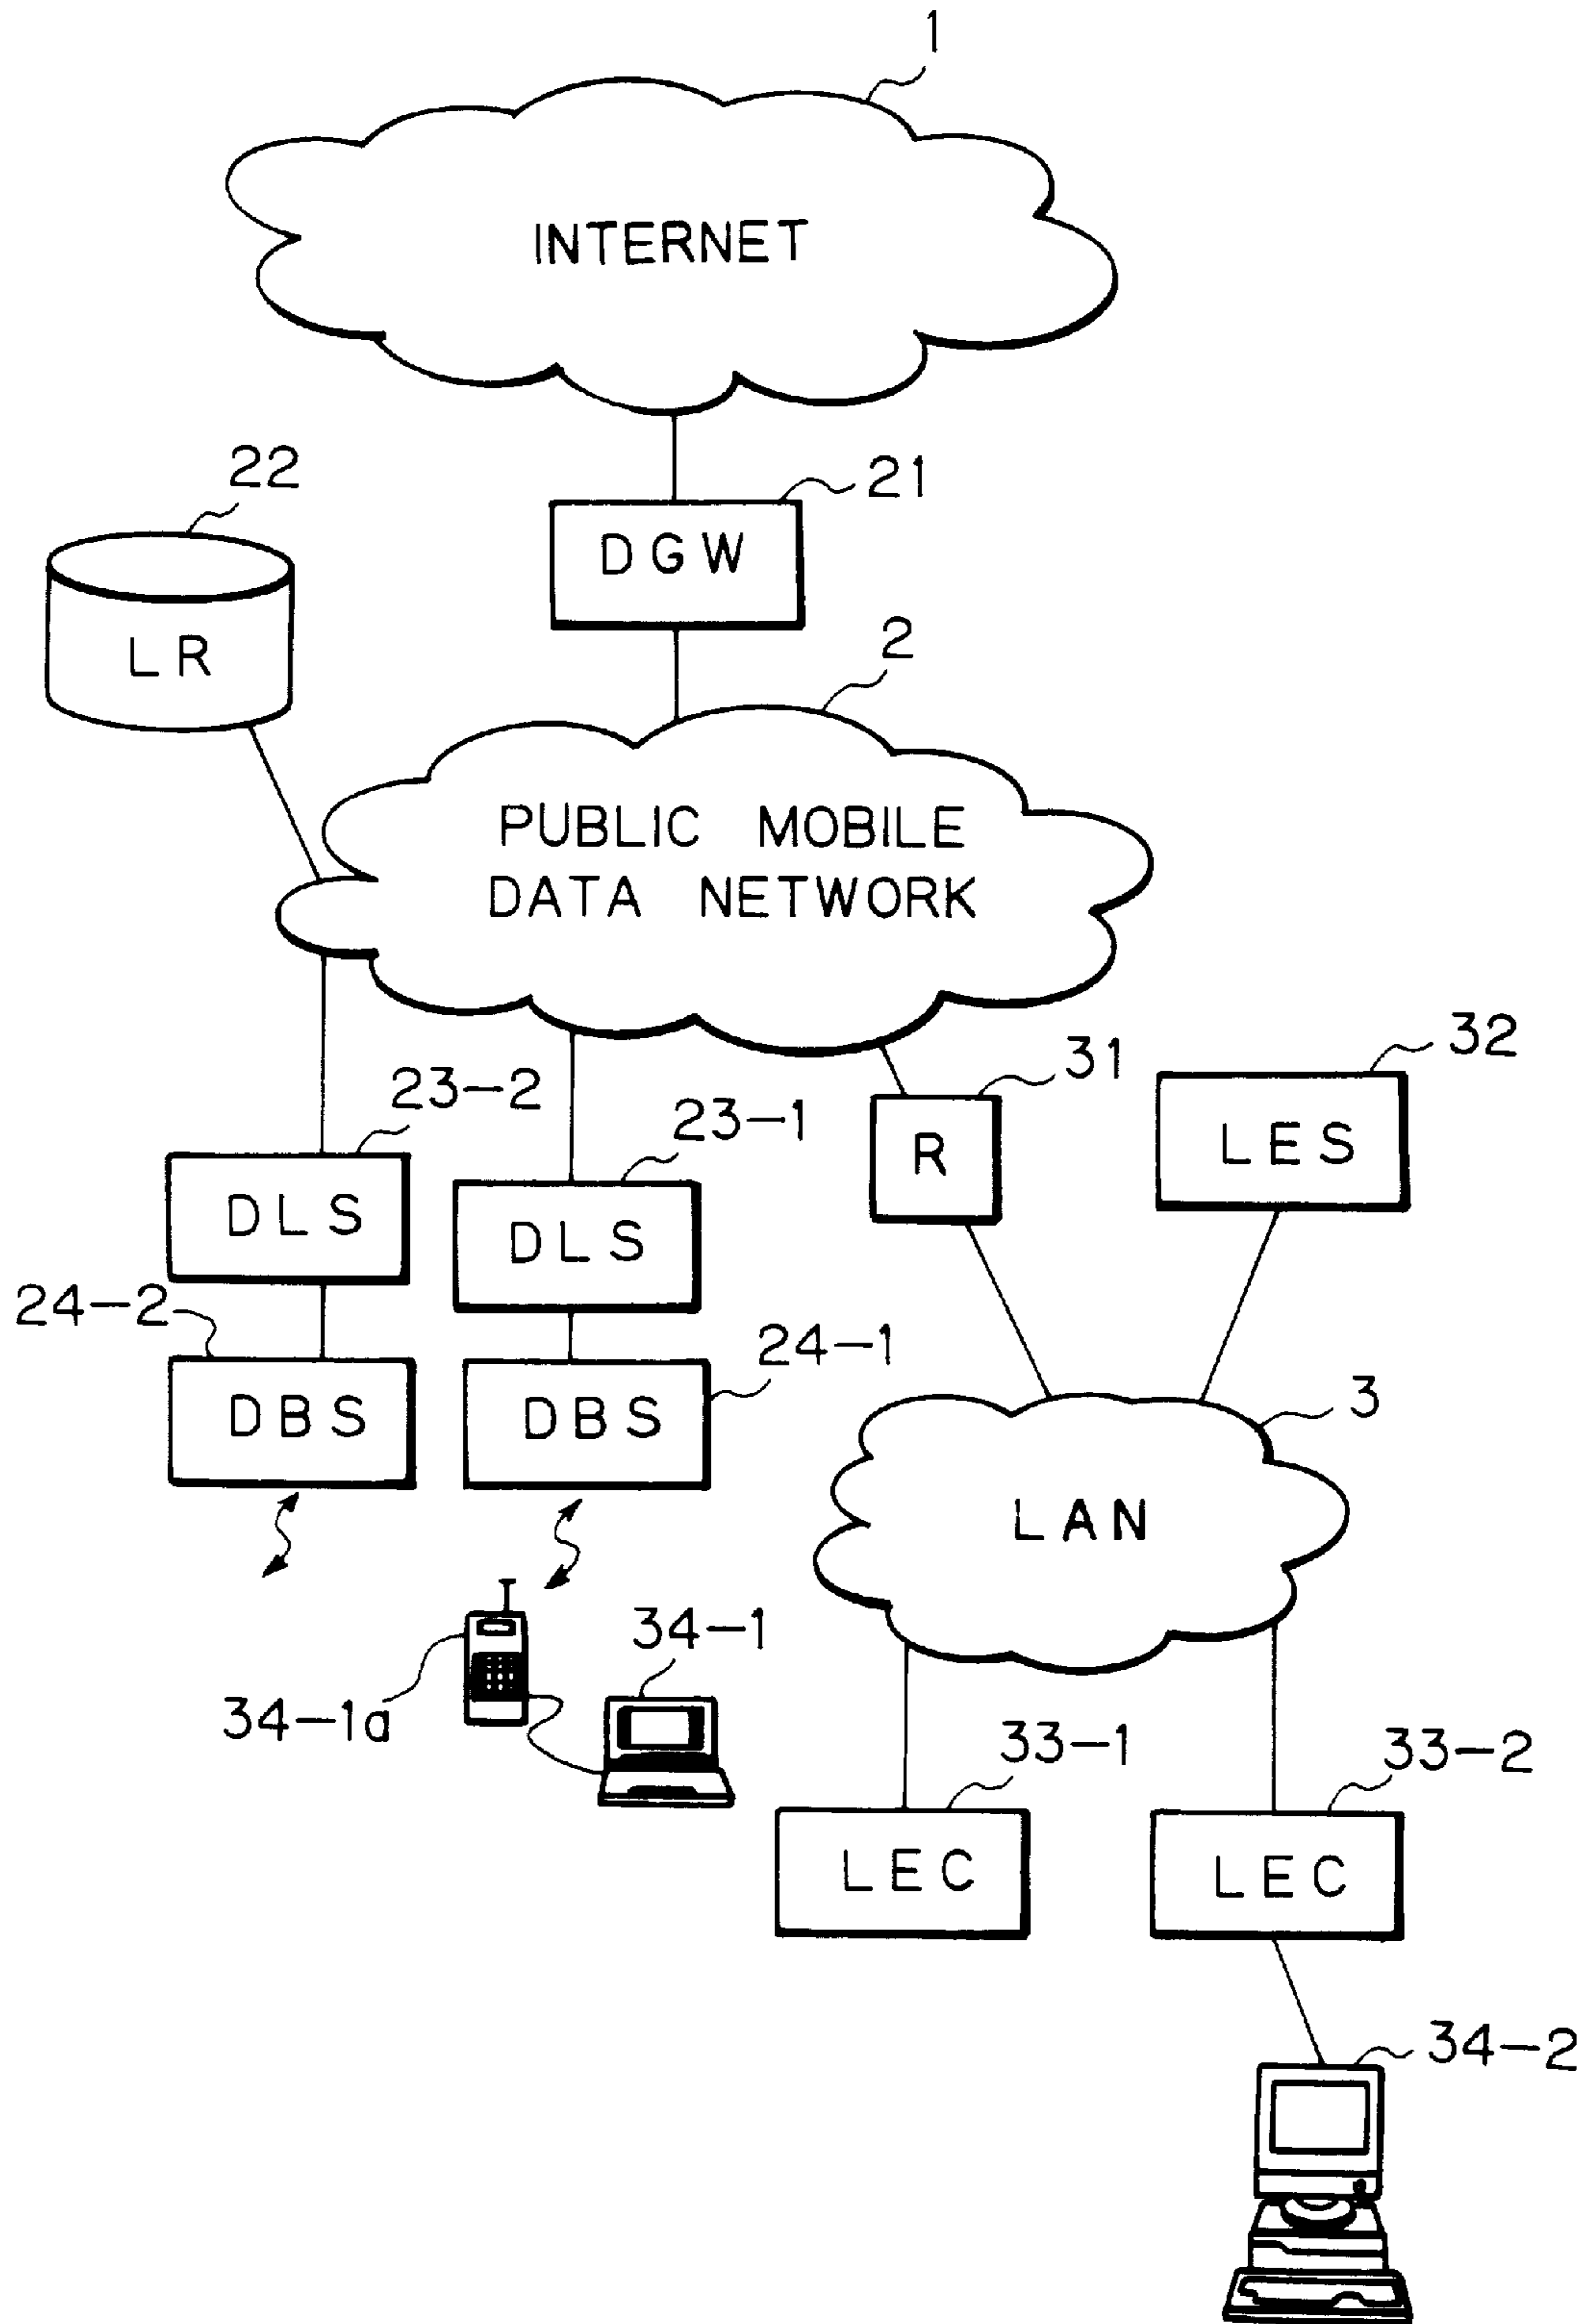 1
INTERNET
22
21
DGW
LR
2
PUBLIC MOBILE
DATA NETWORK
31
32
23-2
23-1
R
LES
DLS
DLS
24-2
24-1
DBS
DBS
3
LAN
34-1
34-1a
33-1
33-2
LEC
LEC
34-2